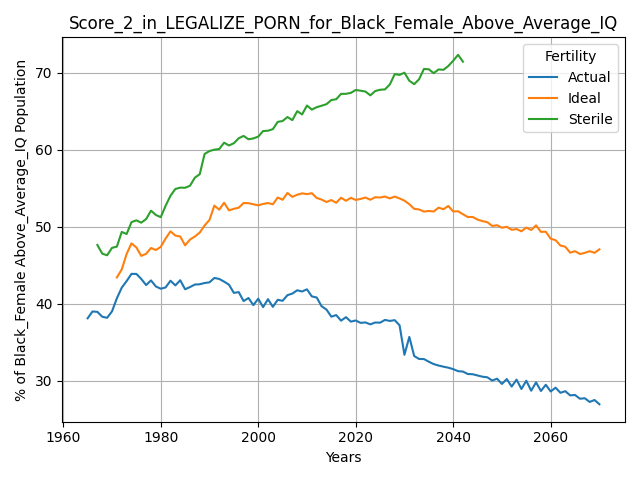 Score_2_in_LEGALIZE_PORN_for_Black_Female_Above_Average_IQ
% of Black_Female Above_Average_IQ Population
70
60
50
40
30
Fertility
Actual
Ideal
Sterile
1960 1980 2000 2020 2040 2060
Years